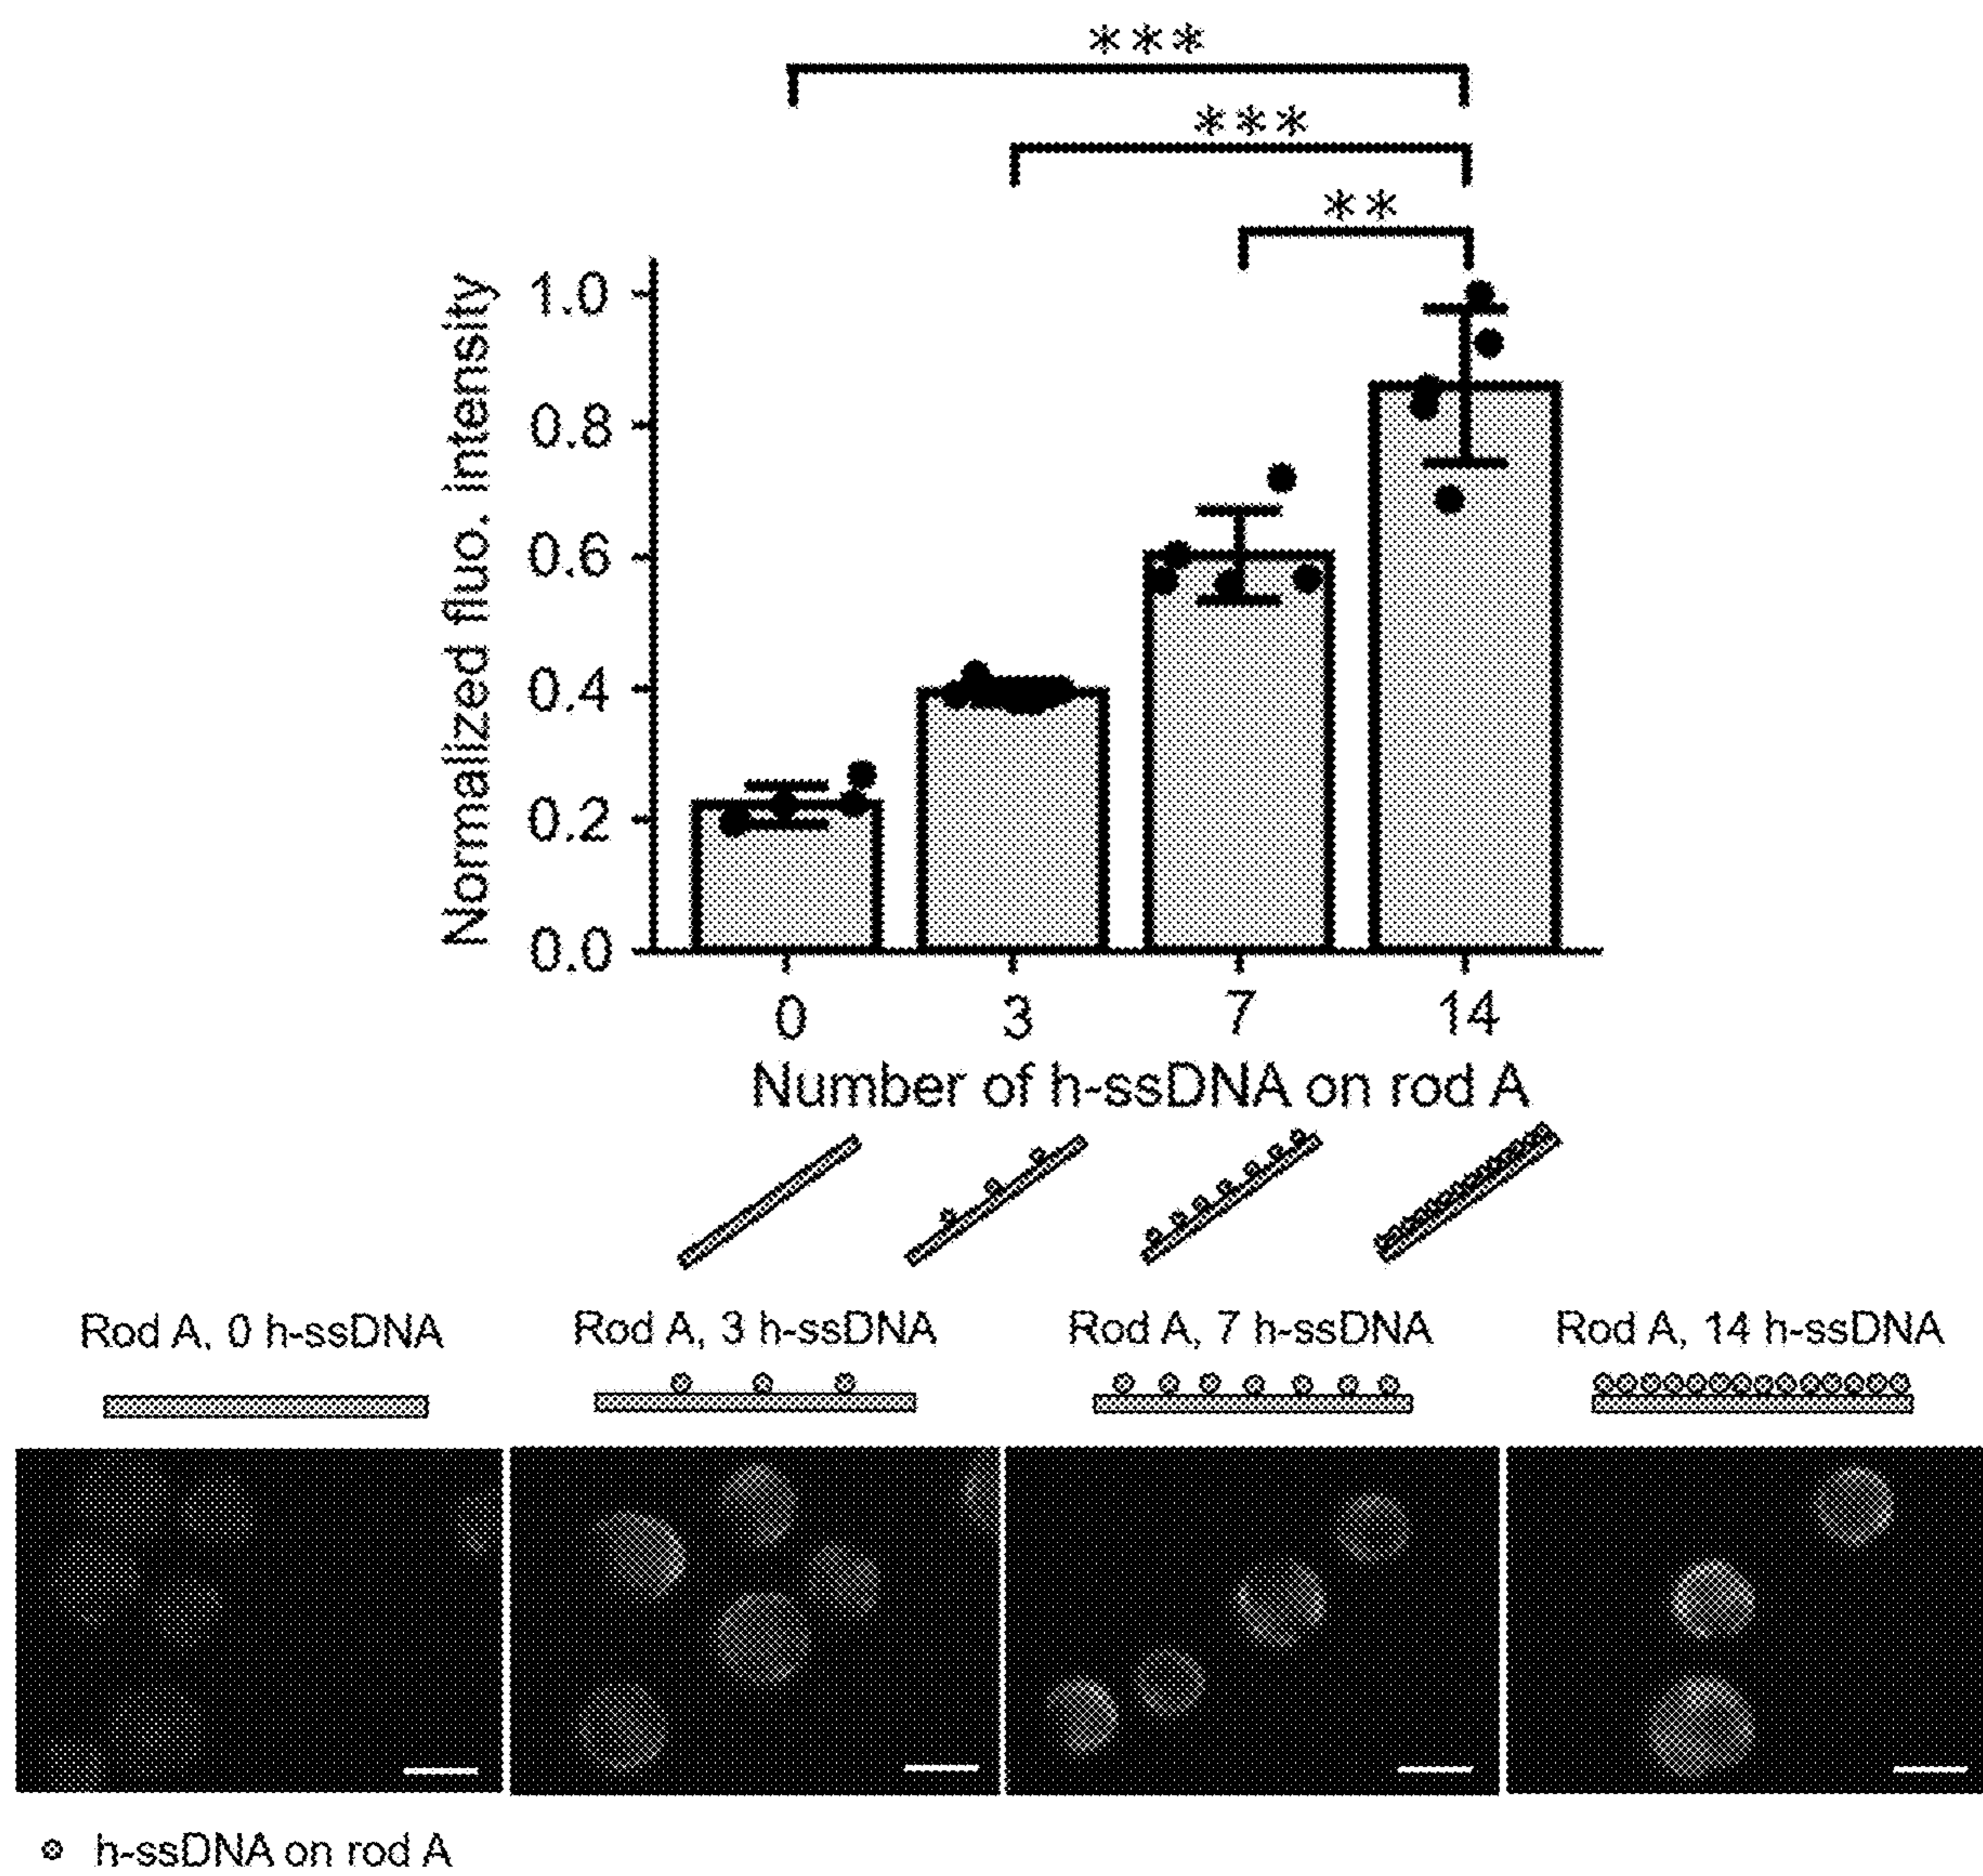 ***
***
**
Normalized fluo. intensity
1.0
0.8
0.6
0.4
0.2
0.0
0 3 7 14
Number of h-ssDNA on rod A
Rod A, 0 h-ssDNA Rod A, 3 h-ssDNA Rod A, 7 h-ssDNA Rod A, 14 h-ssDNA
h-ssDNA on rod A